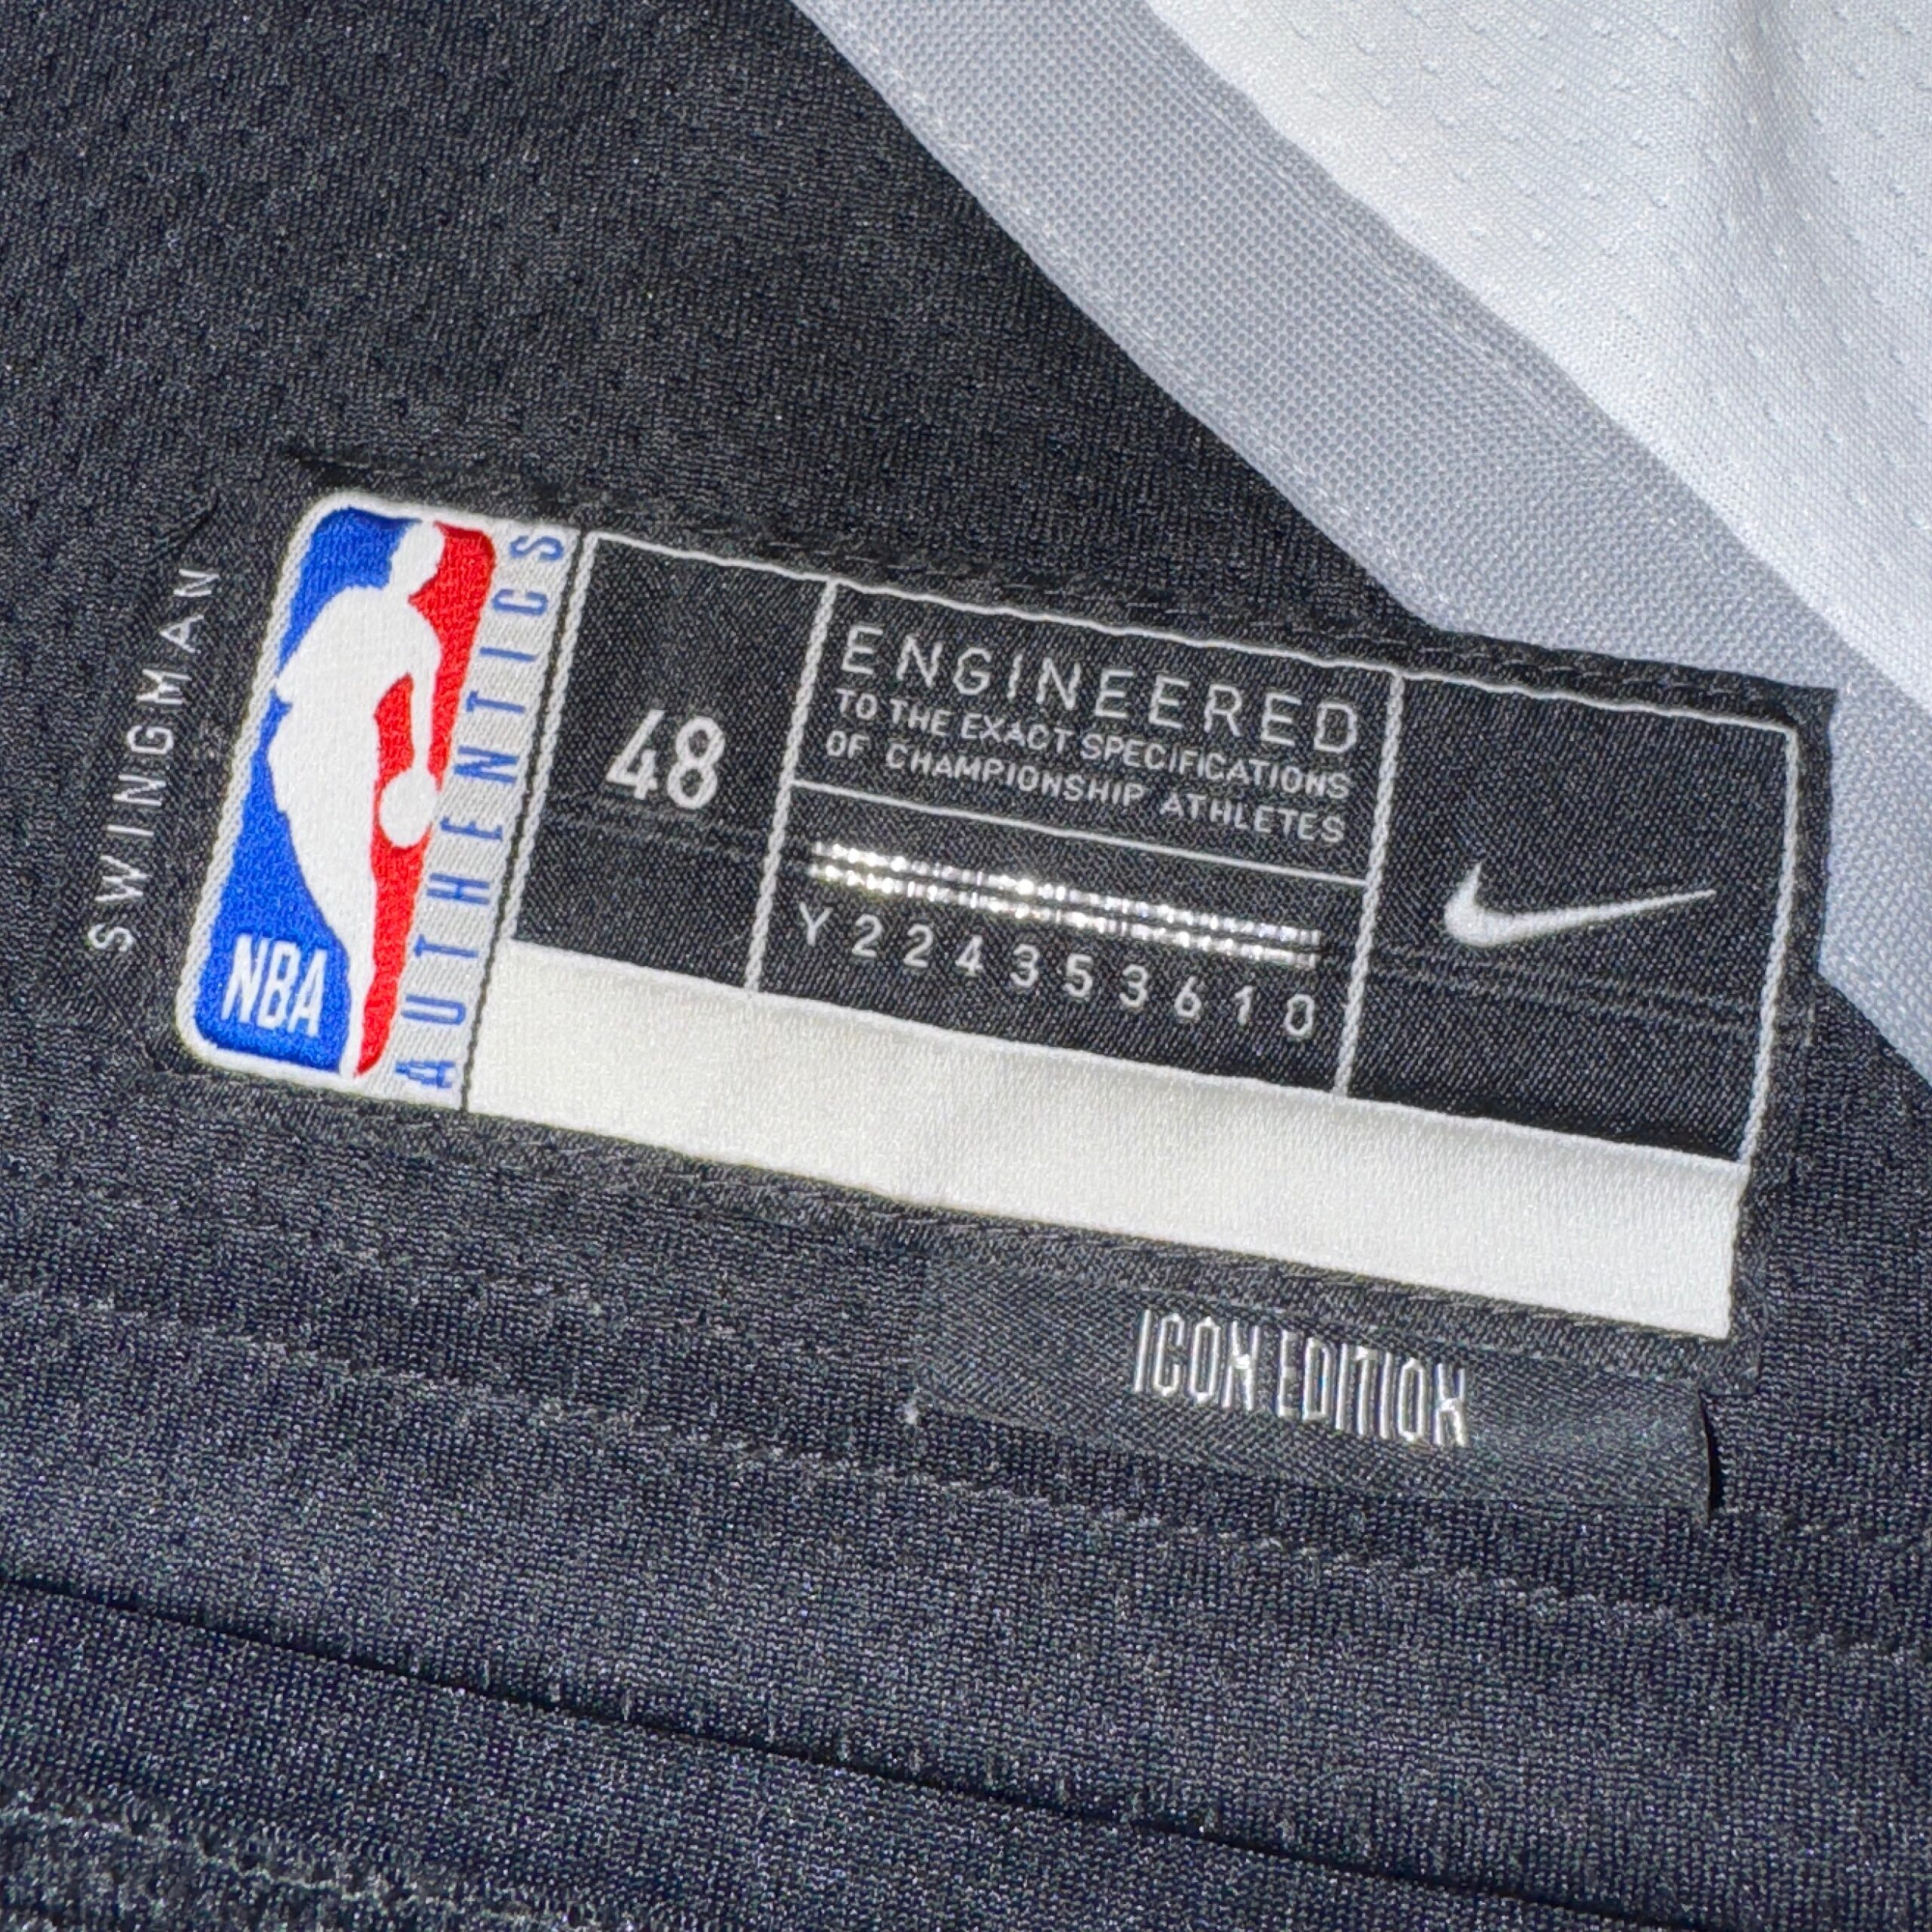 SWINGMAN
NBA
AUTHENTICS
48
ENGINEERED
TO THE EXACT SPECIFICATIONS
OF CHAMPIONSHIP ATHLETES
Y224353610
ICON EDITION